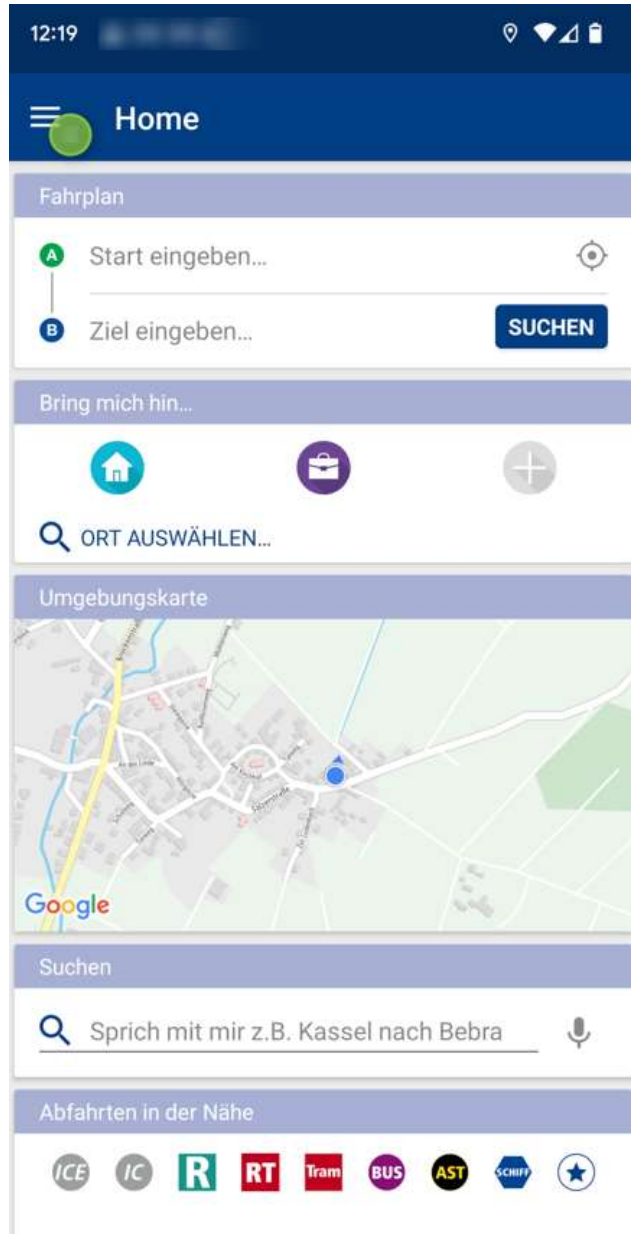 12:19
Home
Fahrplan
A Start eingeben...
B Ziel eingeben...
SUCHEN
Bring mich hin...
ORT AUSWÄHLEN...
Umgebungskarte
Google
Suchen
Sprich mit mir z.B. Kassel nach Bebra
Abfahrten in der Nähe
ICE IC R RT Tram BUS AST SCHIFF